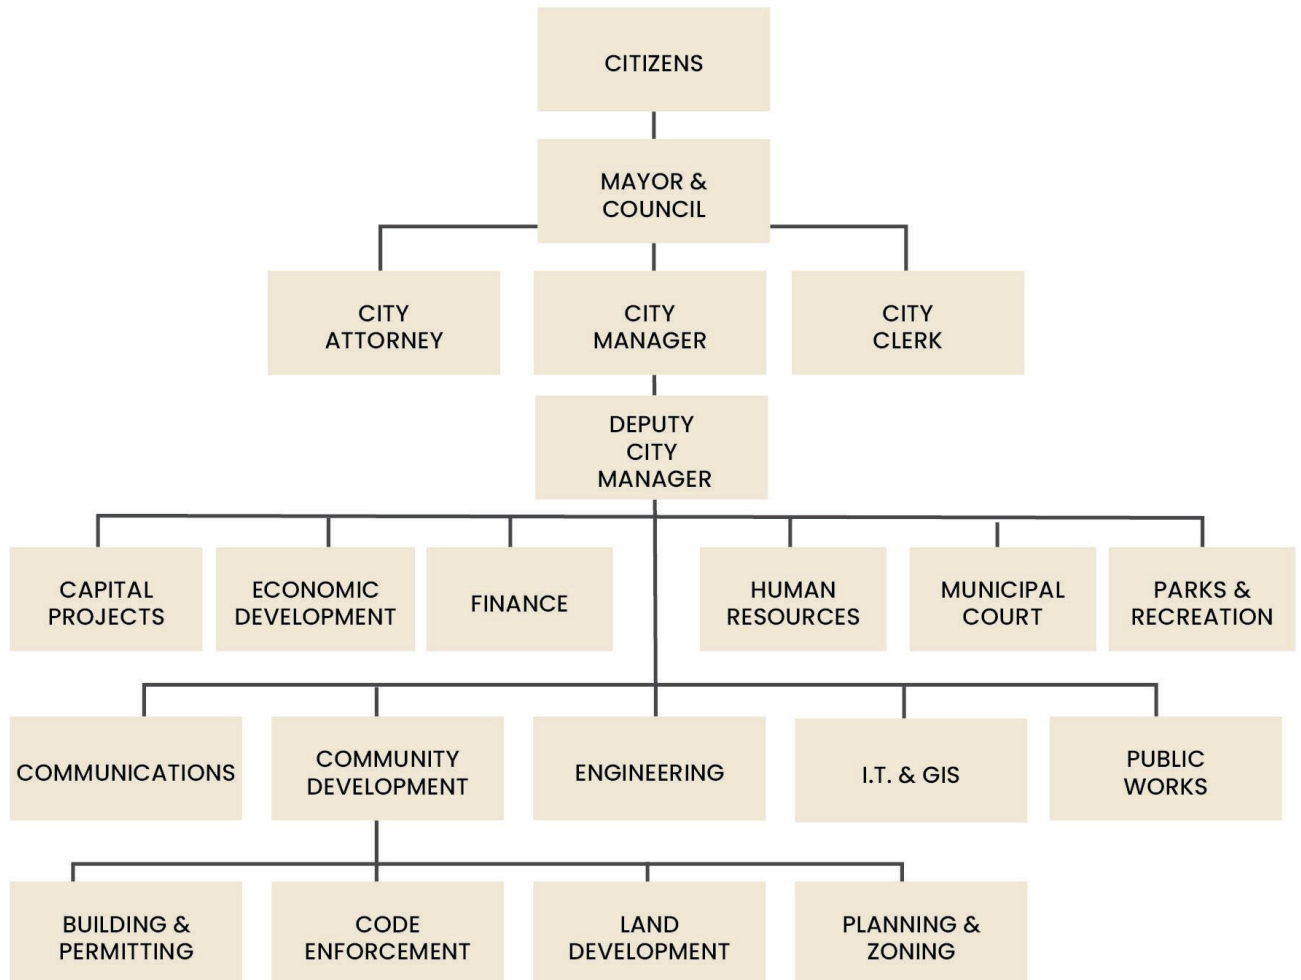 CITIZENS
MAYOR &
COUNCIL
CITY
ATTORNEY
CITY
MANAGER
CITY
CLERK
DEPUTY
CITY
MANAGER
CAPITAL
PROJECTS
ECONOMIC
DEVELOPMENT
FINANCE
HUMAN
RESOURCES
MUNICIPAL
COURT
PARKS &
RECREATION
COMMUNICATIONS
COMMUNITY
DEVELOPMENT
ENGINEERING
I.T. & GIS
PUBLIC
WORKS
BUILDING &
PERMITTING
CODE
ENFORCEMENT
LAND
DEVELOPMENT
PLANNING &
ZONING